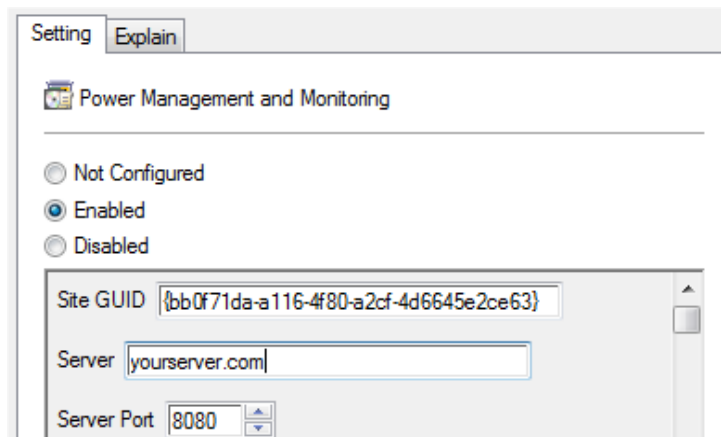 Setting Explain
Power Management and Monitoring
Not Configured
Enabled
Disabled
Site GUID {bb0f71da-a116-4f80-a2cf-4d6645e2ce63}
Server yourserver.com
Server Port 8080